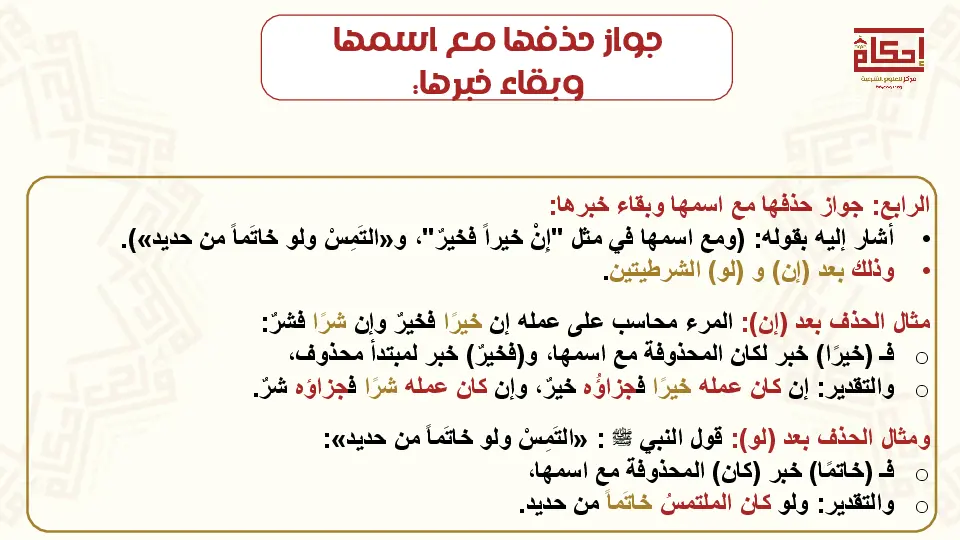 جواز حذفها مع اسمها
وبقاء خبرها:
إحكام
مركز للعلوم الشرعية
الرابع: جواز حذفها مع اسمها وبقاء خبرها:
• أشار إليه بقوله: (ومع اسمها في مثل "إنْ خيراً فخيرٌ"، و«التَمِسْ ولو خاتَماً من حديد»).
• وذلك بعد (إن) و (لو) الشرطيتين.
مثال الحذف بعد (إن): المرء محاسب على عمله إن خيرًا فخيرٌ وإن شرًا فشرٌ:
o فـ (خيرًا) خبر لكان المحذوفة مع اسمها، و(فخيرٌ) خبر لمبتدأ محذوف،
o والتقدير: إن كان عمله خيرًا فجزاؤُه خيرٌ، وإن كان عمله شرًا فجزاؤه شرٌ.
ومثال الحذف بعد (لو): قول النبي ﷺ : «التَمِسْ ولو خاتَماً من حديد»:
o فـ (خاتمًا) خبر (كان) المحذوفة مع اسمها،
o والتقدير: ولو كان الملتمسُ خاتَماً من حديد.